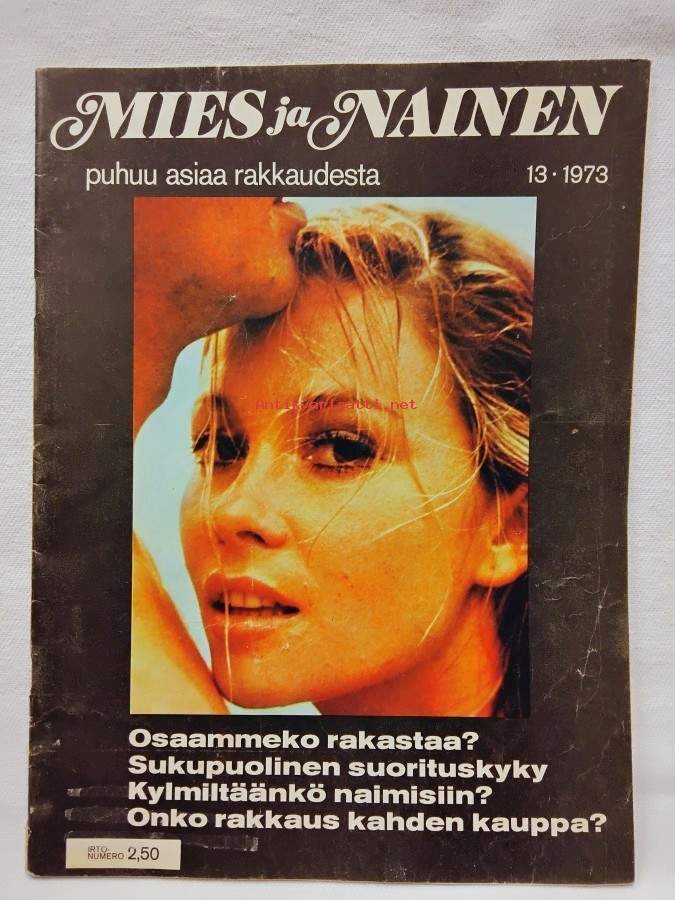 MIES ja NAINEN
puhuu asiaa rakkaudesta
13 · 1973
Antikvariaatti.net
Osaammeko rakastaa?
Sukupuolinen suorituskyky
Kylmiltäänkö naimisiin?
Onko rakkaus kahden kauppa?
IRTO-
NUMERO 2,50